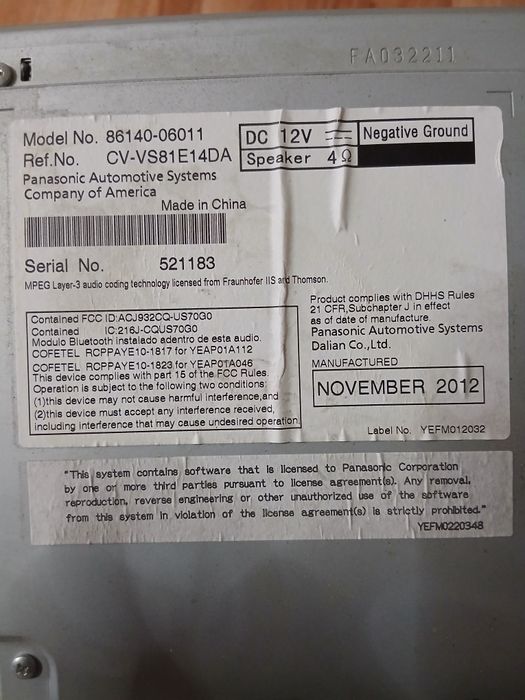 FA032211
Model No. 86140-06011
Ref.No. CV-VS81E14DA
Panasonic Automotive Systems
Company of America
Made in China
DC 12V ⎓
Speaker 4Ω
Negative Ground
Serial No. 521183
MPEG Layer-3 audio coding technology licensed from Fraunhofer IIS and Thomson.
Contained FCC ID:ACJ932CQ-US70G0
Contained IC:216J-CQUS70G0
Modulo Bluetooth instalado adentro de esta audio.
COFETEL RCPPAYE10-1817 for YEAP01A112
COFETEL RCPPAYE10-1823 for YEAP01A046
This device complies with part 15 of the FCC Rules.
Operation is subject to the following two conditions:
(1)this device may not cause harmful interference,and
(2)this device must accept any interference received,
including interference that may cause undesired operation.
Product complies with DHHS Rules
21 CFR,Subchapter J in effect
as of date of manufacture.
Panasonic Automotive Systems
Dalian Co.,Ltd.
MANUFACTURED
NOVEMBER 2012
Label No. YEFM012032
"This system contains software that is licensed to Panasonic Corporation
by one or more third parties pursuant to license agreement(s). Any removal,
reproduction, reverse engineering or other unauthorized use of the software
from this system in violation of the license agreement(s) is strictly prohibited."
YEFM0220348